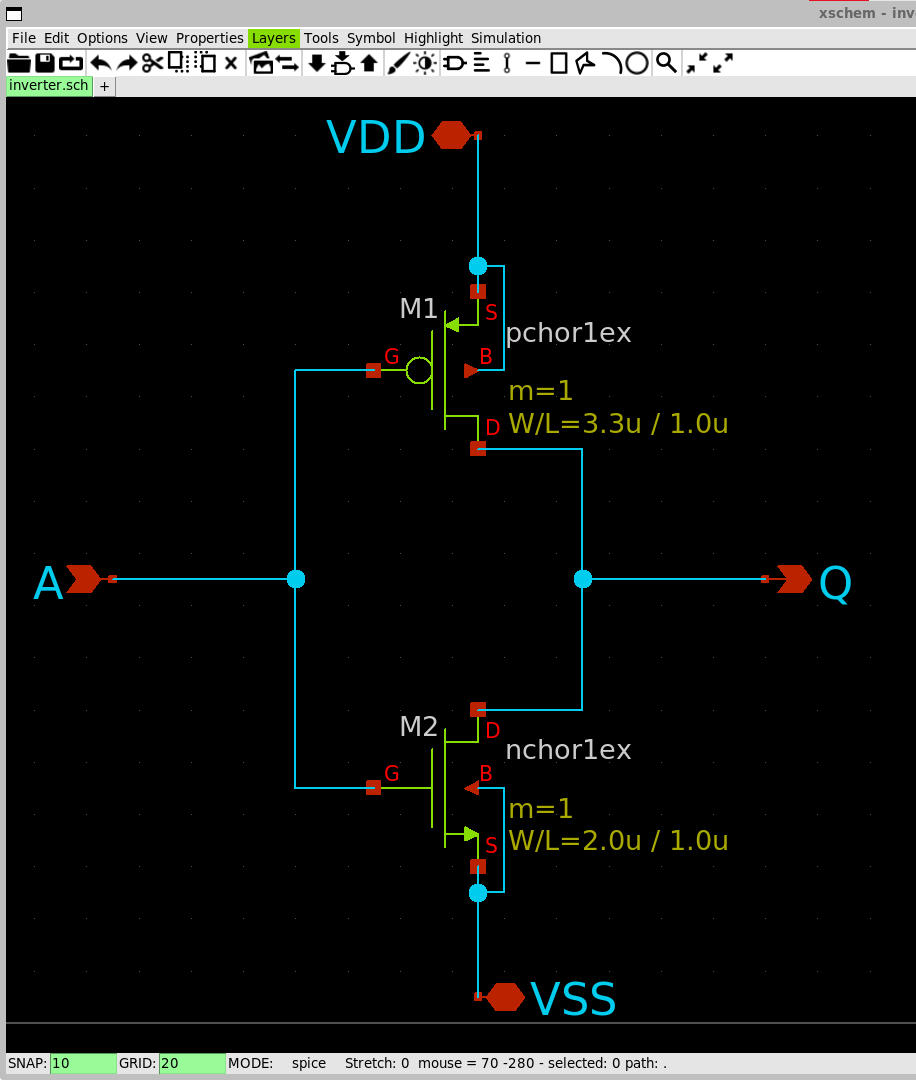 xschem - inv
File Edit Options View Properties Layers Tools Symbol Highlight Simulation
inverter.sch +
VDD
M1
S
pchor1ex
G
B
m=1
W/L=3.3u / 1.0u
D
A
Q
M2
D
nchor1ex
G
B
m=1
W/L=2.0u / 1.0u
S
VSS
SNAP: 10 GRID: 20 MODE: spice Stretch: 0 mouse = 70 -280 - selected: 0 path: .